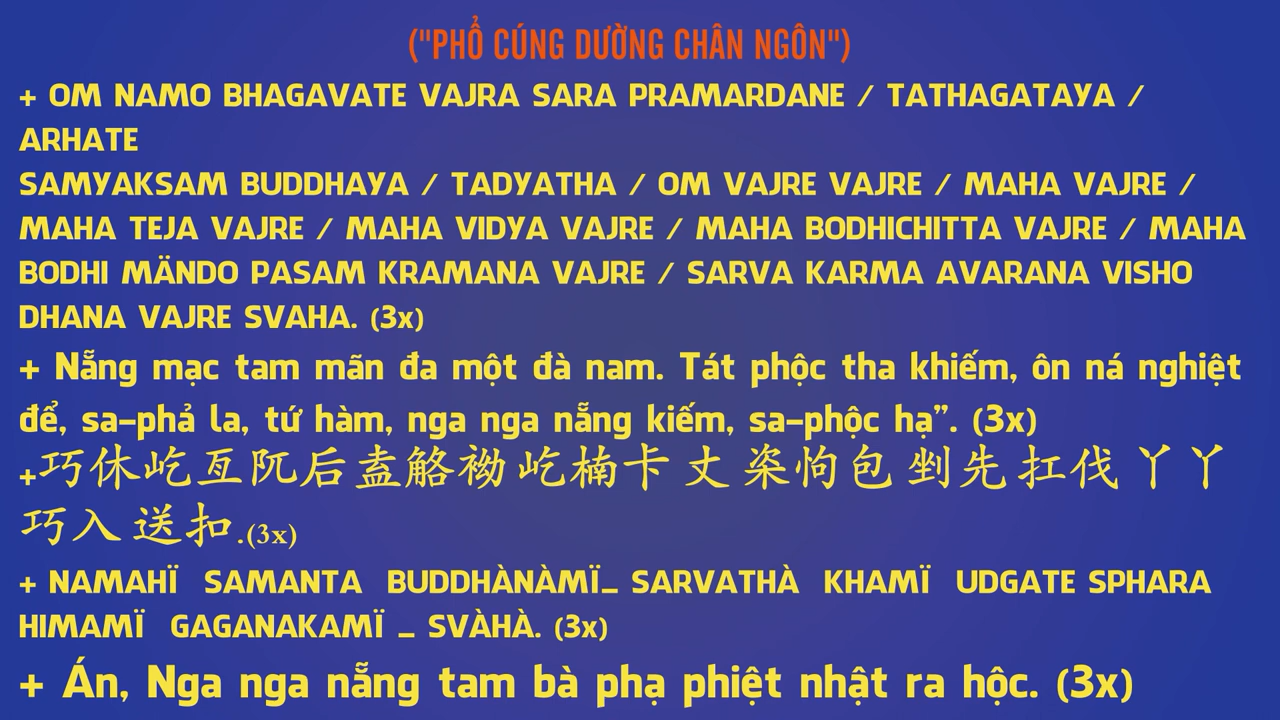 ("PHỔ CÚNG DƯỜNG CHÂN NGÔN")
+ OM NAMO BHAGAVATE VAJRA SARA PRAMARDANE / TATHAGATAYA /
ARHATE
SAMYAKSAM BUDDHAYA / TADYATHA / OM VAJRE VAJRE / MAHA VAJRE /
MAHA TEJA VAJRE / MAHA VIDYA VAJRE / MAHA BODHICHITTA VAJRE / MAHA
BODHI MÄNDO PASAM KRAMANA VAJRE / SARVA KARMA AVARANA VISHO
DHANA VAJRE SVAHA. (3x)
+ Nẵng mạc tam mãn đa một đà nam. Tát phộc tha khiếm, ôn ná nghiệt
để, sa-phả la, tứ hàm, nga nga nẵng kiếm, sa-phộc hạ”. (3x)
+巧休屹亙阢后盍觡袎屹楠卡丈楶怐包剉先扛伐丫丫
巧入送扣.(3x)
+ NAMAHÏ SAMANTA BUDDHÀNÀMÏ_ SARVATHÀ KHAMÏ UDGATE SPHARA
HIMAMÏ GAGANAKAMÏ _ SVÀHÀ. (3x)
+ Án, Nga nga nẵng tam bà phạ phiệt nhật ra hộc. (3x)